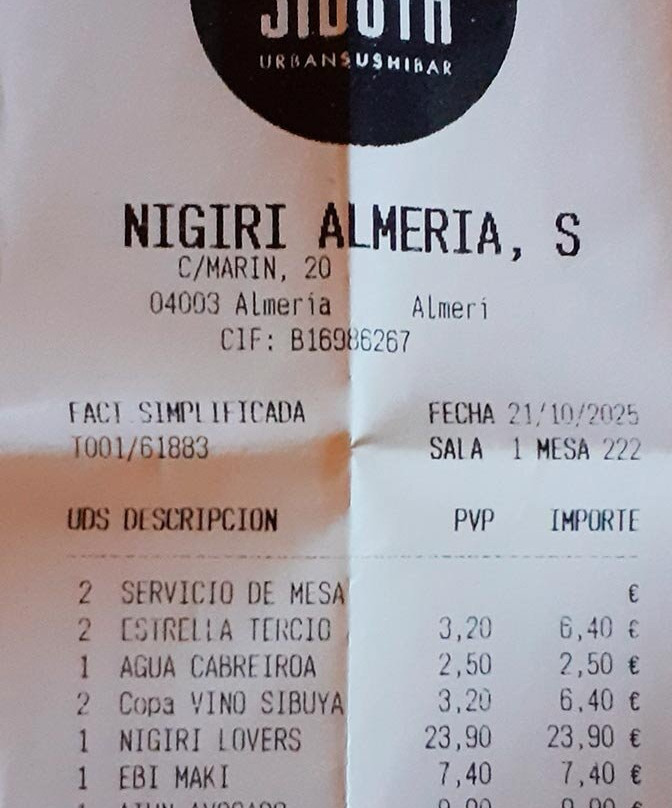 URBANSUSHIBAR
NIGIRI ALMERIA, S
C/MARIN, 20
04003 Almería Almerí
CIF: B16986267
FACT.SIMPLIFICADA FECHA 21/10/2025
T001/61883 SALA 1 MESA 222
UDS DESCRIPCION PVP IMPORTE
2 SERVICIO DE MESA €
2 ESTRELLA TERCIO 3,20 6,40 €
1 AGUA CABREIROA 2,50 2,50 €
2 Copa VINO SIBUYA 3,20 6,40 €
1 NIGIRI LOVERS 23,90 23,90 €
1 EBI MAKI 7,40 7,40 €